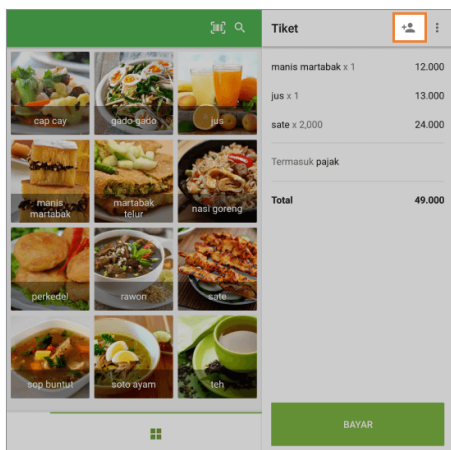 Tiket
cap cay
gado-gado
jus
manis
martabak
martabak
telur
nasi goreng
perkedel
rawon
sate
sop buntut
soto ayam
teh
manis martabak x 1 12.000
jus x 1 13.000
sate x 2,000 24.000
Termasuk pajak
Total 49.000
BAYAR